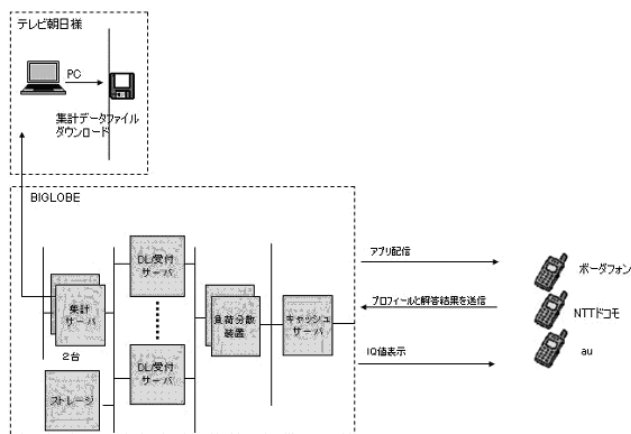 テレビ朝日様
PC
集計データファイル
ダウンロード
BIGLOBE
DL/受付
サーバ
集計
サーバ
2台
ストレージ
DL/受付
サーバ
負荷分散
装置
キャッシュ
サーバ
アプリ配信
プロフィールと解答結果を送信
IQ値表示
ボーダフォン
NTTドコモ
au